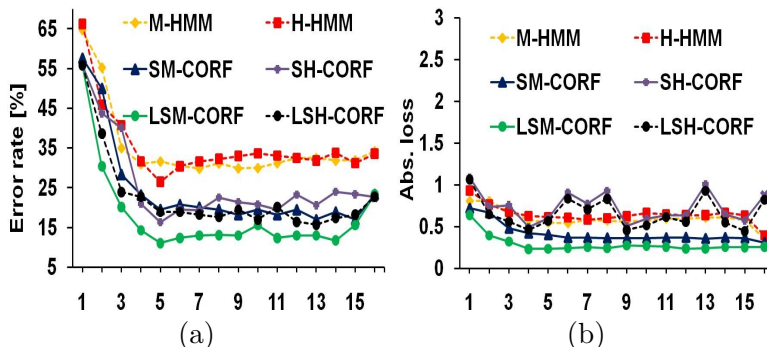 Error rate [%]
65
55
45
35
25
15
5
M-HMM
H-HMM
SM-CORF
SH-CORF
LSM-CORF
LSH-CORF
1 3 5 7 9 11 13 15
(a)
Abs. loss
3
2.5
2
1.5
1
0.5
0
M-HMM
H-HMM
SM-CORF
SH-CORF
LSM-CORF
LSH-CORF
1 3 5 7 9 11 13 15
(b)